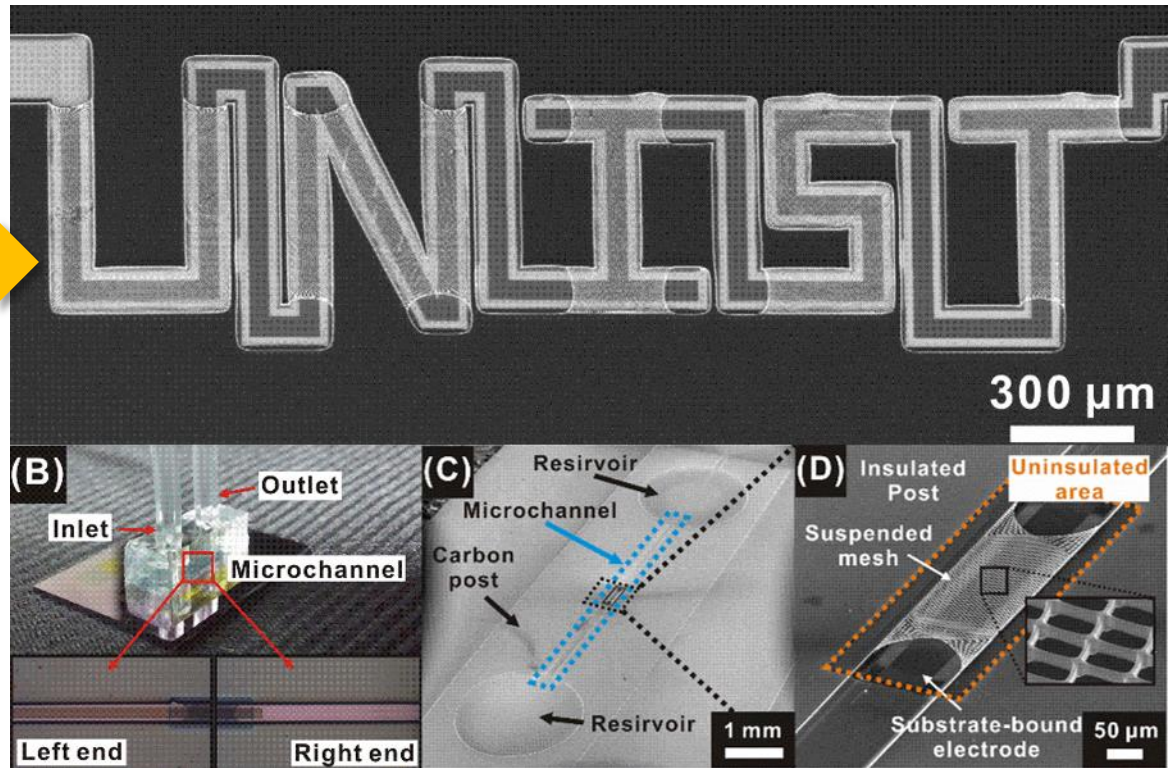 UNIST
300 µm
(B)
Outlet
Inlet
Microchannel
Left end
Right end
(C)
Resirvoir
Microchannel
Carbon
post
Resirvoir
1 mm
(D)
Insulated
Post
Uninsulated
area
Suspended
mesh
Substrate-bound
electrode
50 µm